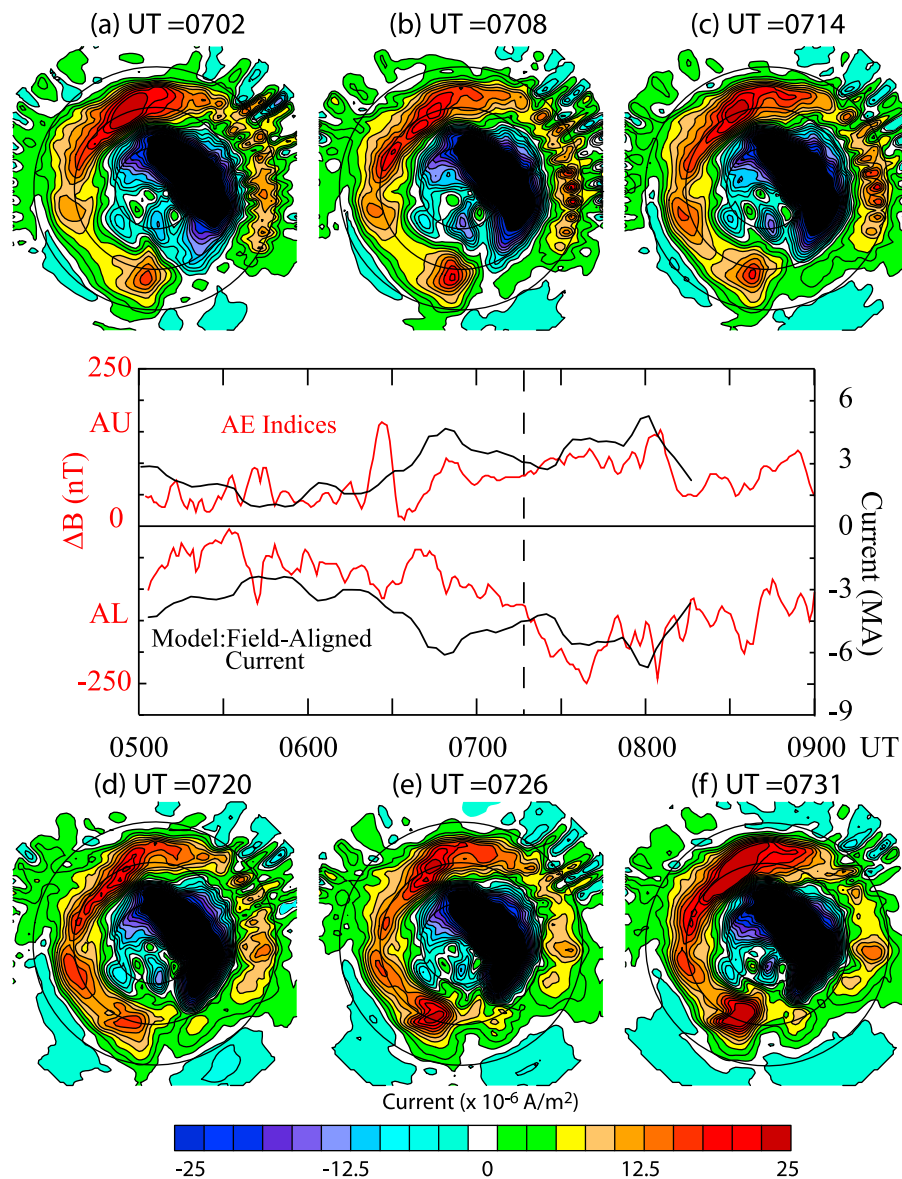 (a) UT =0702
(b) UT =0708
(c) UT =0714
250
AU
0
AL
-250
ΔB (nT)
AE Indices
Model:Field-Aligned
Current
6
3
0
-3
-6
-9
Current (MA)
0500
0600
0700
0800
0900
UT
(d) UT =0720
(e) UT =0726
(f) UT =0731
Current (x 10⁻⁶ A/m²)
-25
-12.5
0
12.5
25